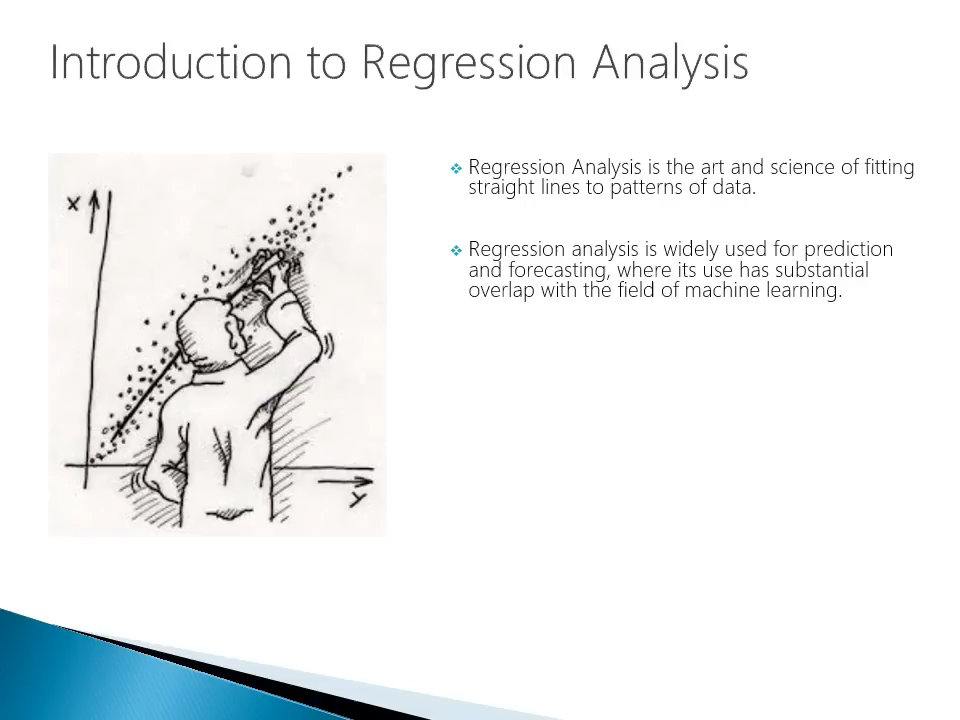 Introduction to Regression Analysis
X
y
Regression Analysis is the art and science of fitting
straight lines to patterns of data.
Regression analysis is widely used for prediction
and forecasting, where its use has substantial
overlap with the field of machine learning.